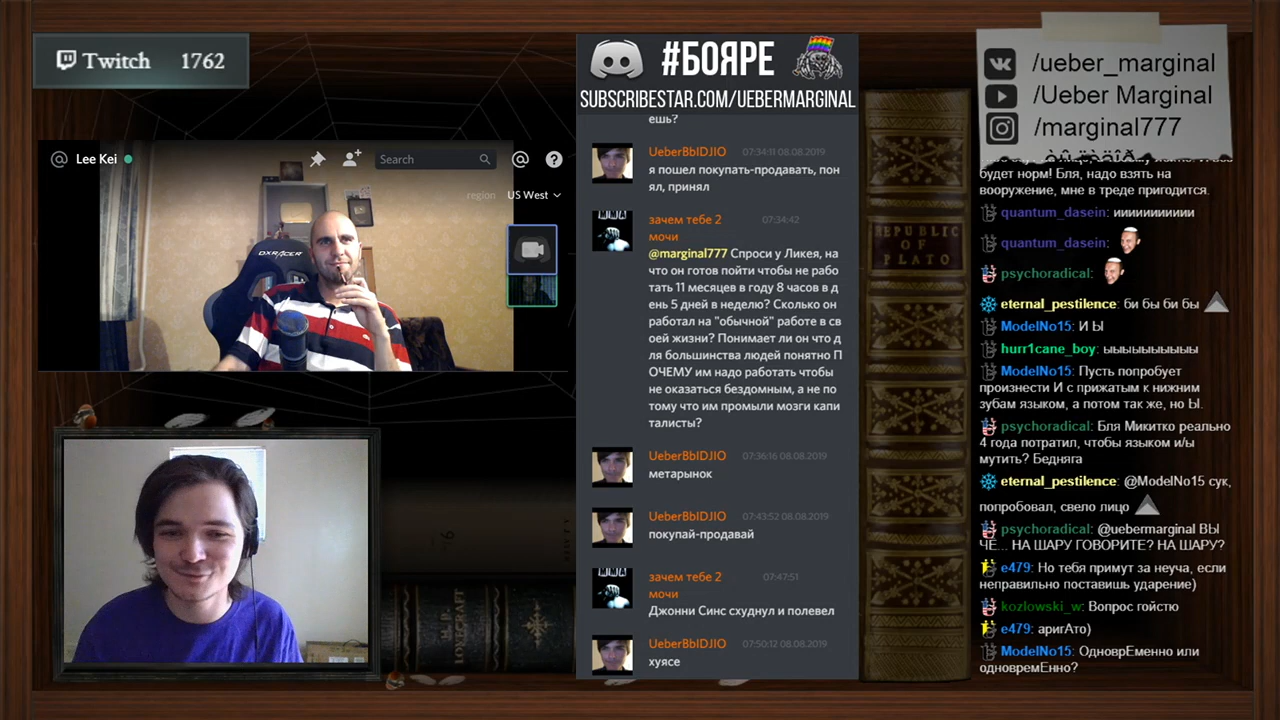 Twitch 1762
@ Lee Kei
Search
region US West
DXRACER
#БОЯРЕ
SUBSCRIBESTAR.COM/UEBERMARGINAL
ешь?
UeberBblDJIO 07:34:11 08.08.2019
я пошел покупать-продавать, пон
ял, принял
зачем тебе 2 07:34:42
мочи
@marginal777 Спроси у Ликея, на
что он готов пойти чтобы не рабо
тать 11 месяцев в году 8 часов в д
ень 5 дней в неделю? Сколько он
работал на "обычной" работе в св
оей жизни? Понимает ли он что д
ля большинства людей понятно П
ОЧЕМУ им надо работать чтобы
не оказаться бездомным, а не по
тому что им промыли мозги капи
талисты?
UeberBblDJIO 07:36:16 08.08.2019
метарынок
UeberBblDJIO 07:43:52 08.08.2019
покупай-продавай
зачем тебе 2 07:47:51
мочи
Джонни Синс схуднул и полевел
UeberBblDJIO 07:50:12 08.08.2019
хуясе
REPUBLIC
OF
PLATO
H.P.
LOVECRAFT
/ueber_marginal
/Ueber Marginal
/marginal777
будет норм! Бля, надо взять на
вооружение, мне в треде пригодится.
quantum_dasein: ииииииииииии
quantum_dasein:
psychoradical:
eternal_pestilence: би бы би бы
ModelNo15: И Ы
hurr1cane_boy: ыыыыыыыыы
ModelNo15: Пусть попробует
произнести И с прижатым к нижним
зубам языком, а потом так же, но Ы.
psychoradical: Бля Микитко реально
4 года потратил, чтобы языком и/ы
мутить? Бедняга
eternal_pestilence: @ModelNo15 сук,
попробовал, свело лицо
psychoradical: @uebermarginal ВЫ
ЧЕ... НА ШАРУ ГОВОРИТЕ? НА ШАРУ?
e479: Но тебя примут за неуча, если
неправильно поставишь ударение)
kozlowski_w: Вопрос гойстю
e479: аригАто)
ModelNo15: ОдноврЕменно или
одновремЕнно?